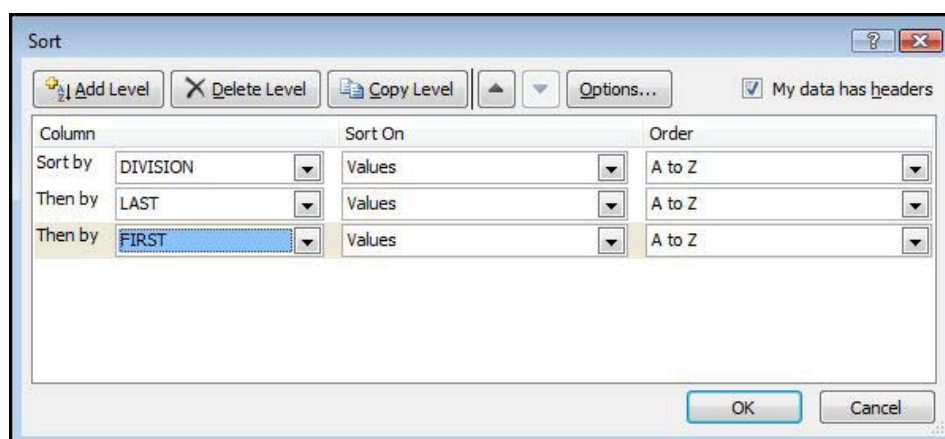 Sort
Add Level Delete Level Copy Level Options... My data has headers
Column Sort On Order
Sort by DIVISION Values A to Z
Then by LAST Values A to Z
Then by FIRST Values A to Z
OK Cancel